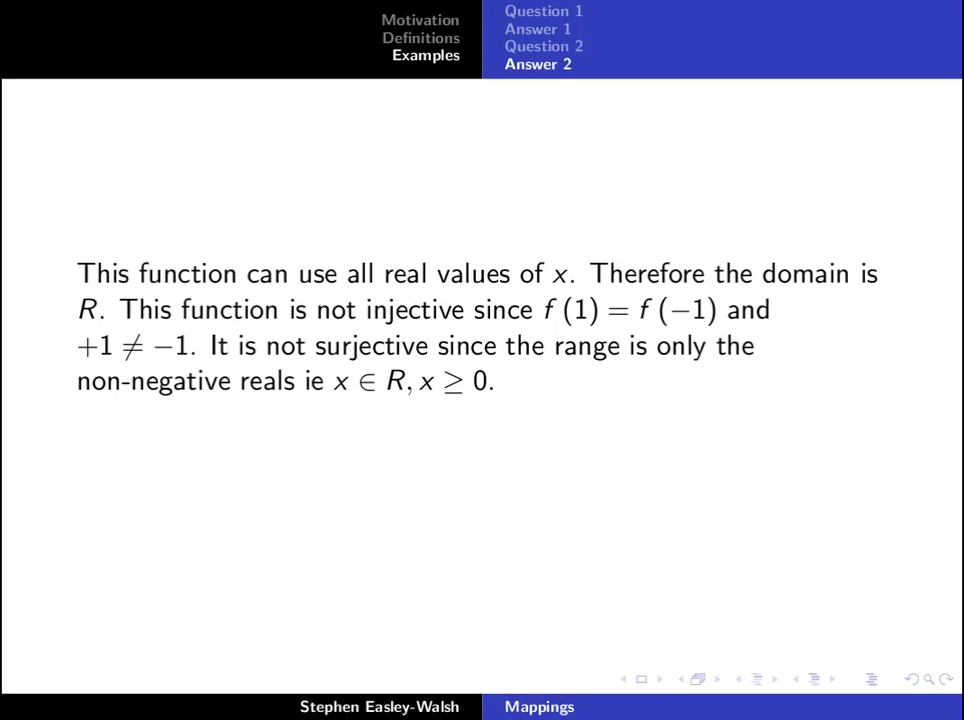 Motivation
Definitions
Examples
Question 1
Answer 1
Question 2
Answer 2
This function can use all real values of x. Therefore the domain is
R. This function is not injective since f (1) = f (−1) and
+1 ≠ −1. It is not surjective since the range is only the
non-negative reals ie x ∈ R, x ≥ 0.
Stephen Easley-Walsh
Mappings